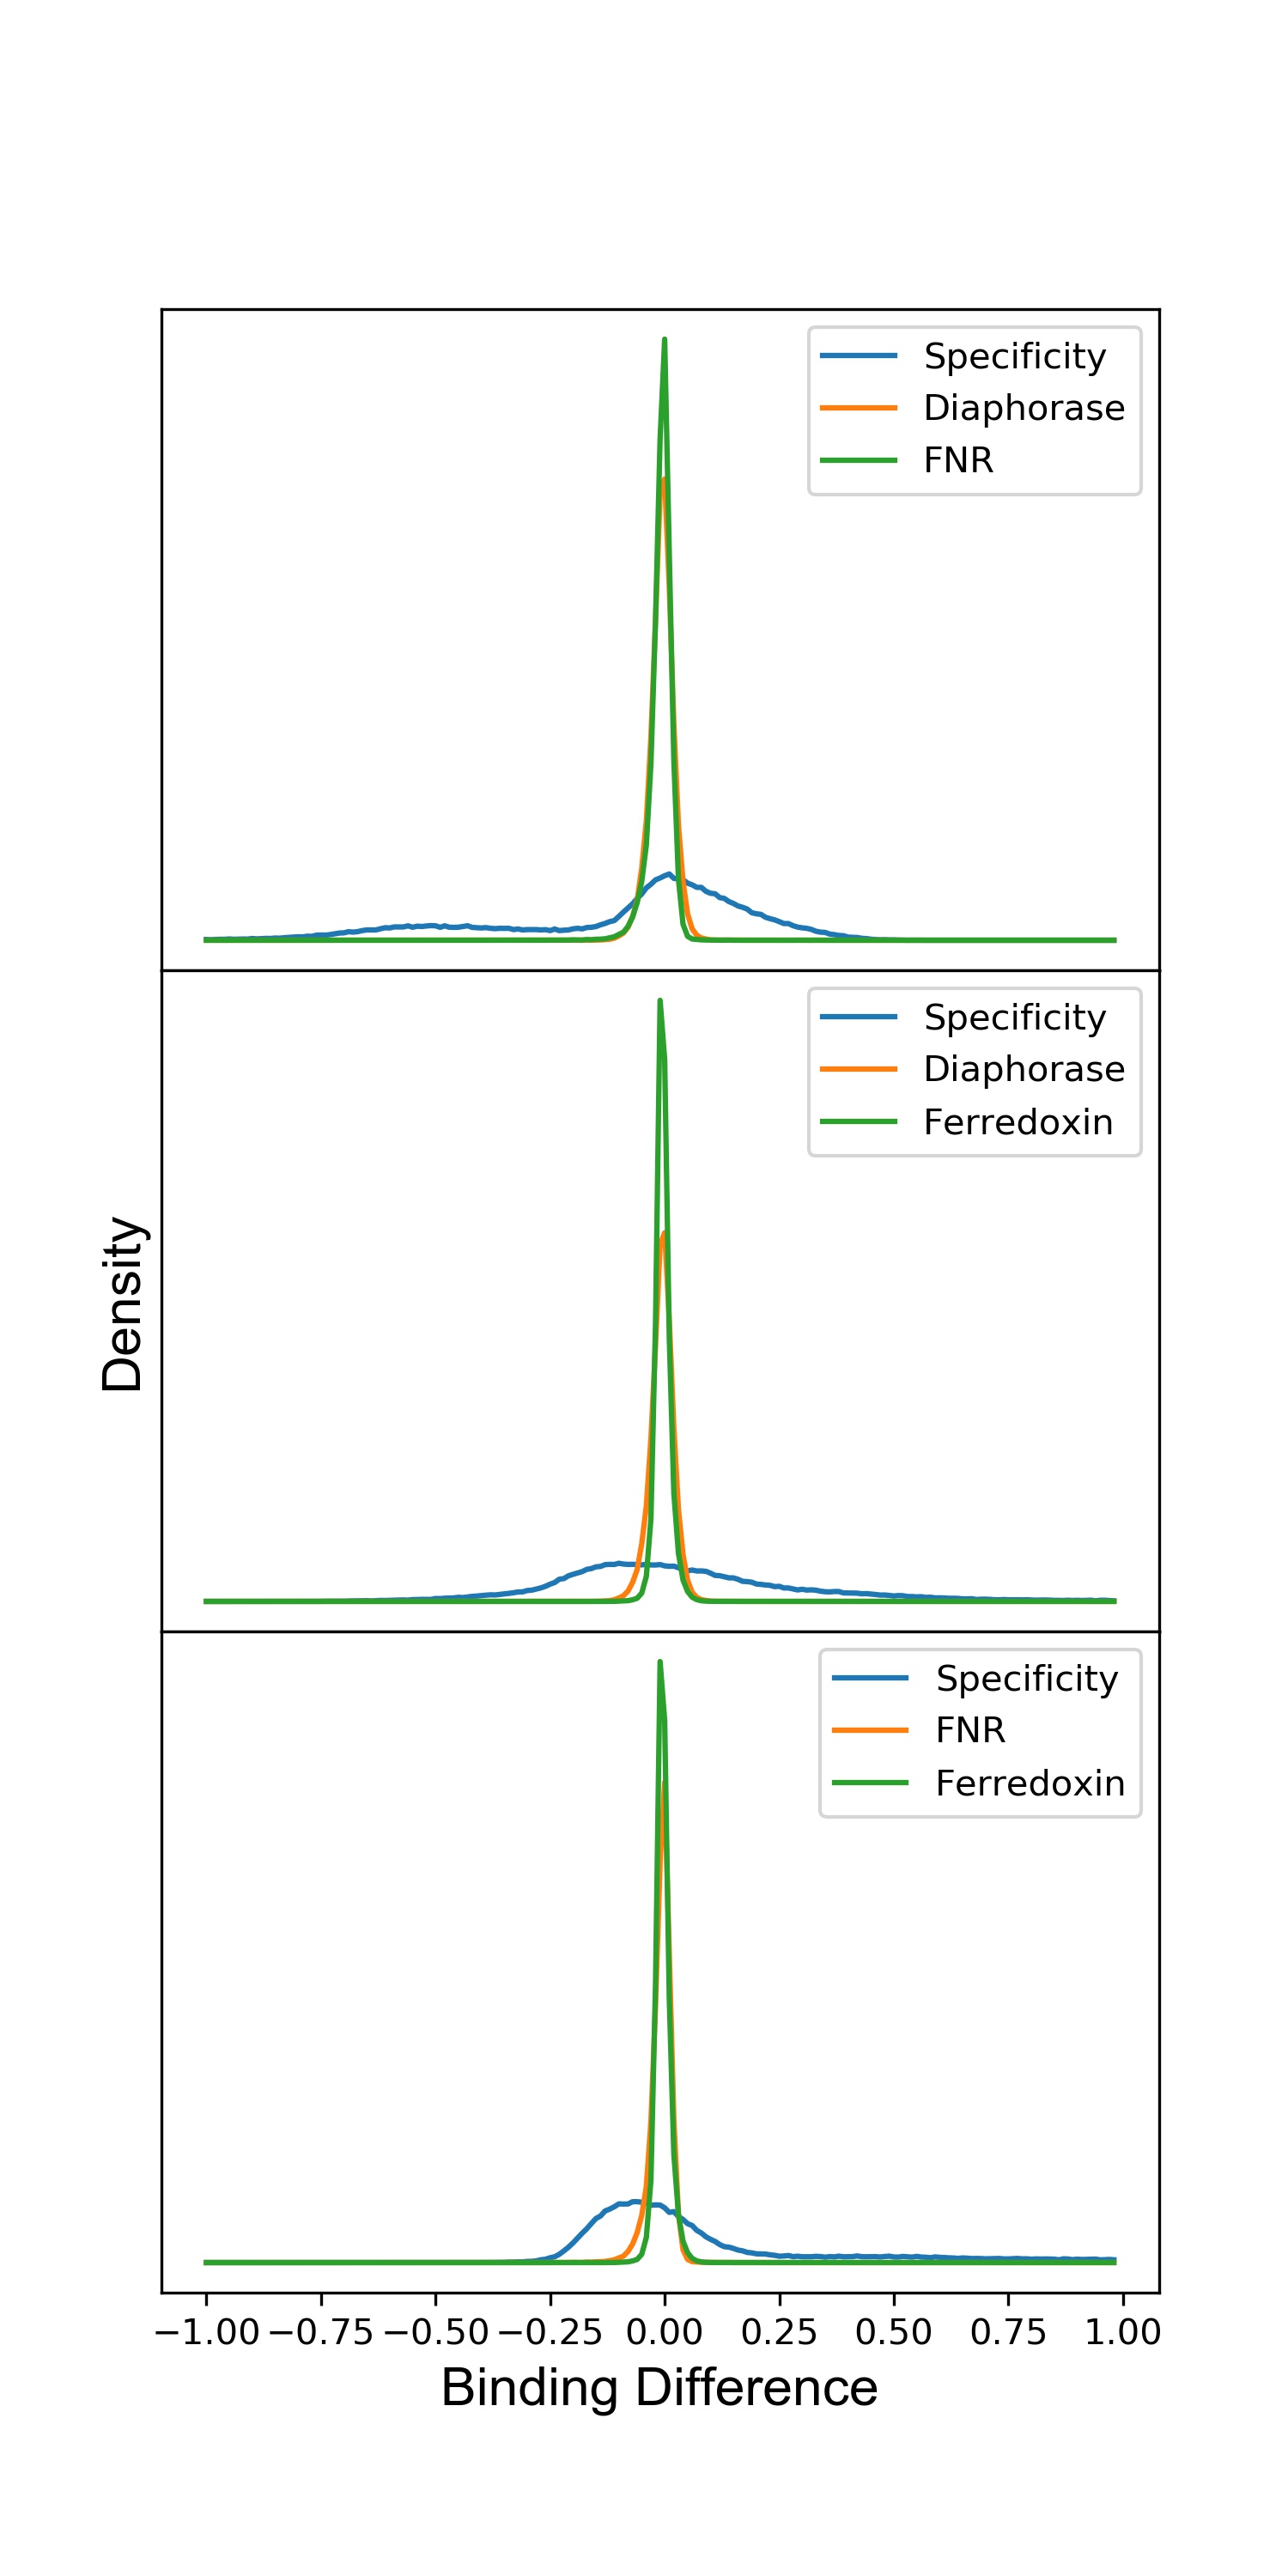 Specificity
Diaphorase
FNR
Specificity
Diaphorase
Ferredoxin
Density
Specificity
FNR
Ferredoxin
−1.00 −0.75 −0.50 −0.25 0.00 0.25 0.50 0.75 1.00
Binding Difference